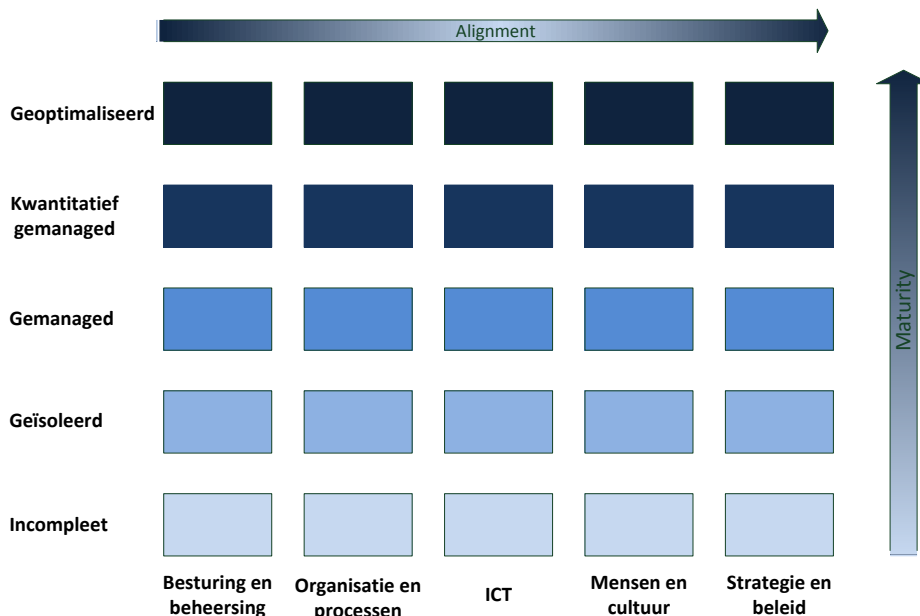 Alignment
Geoptimaliseerd
Kwantitatief
gemanaged
Gemanaged
Geïsoleerd
Incompleet
Maturity
Besturing en
beheersing
Organisatie en
processen
ICT
Mensen en
cultuur
Strategie en
beleid